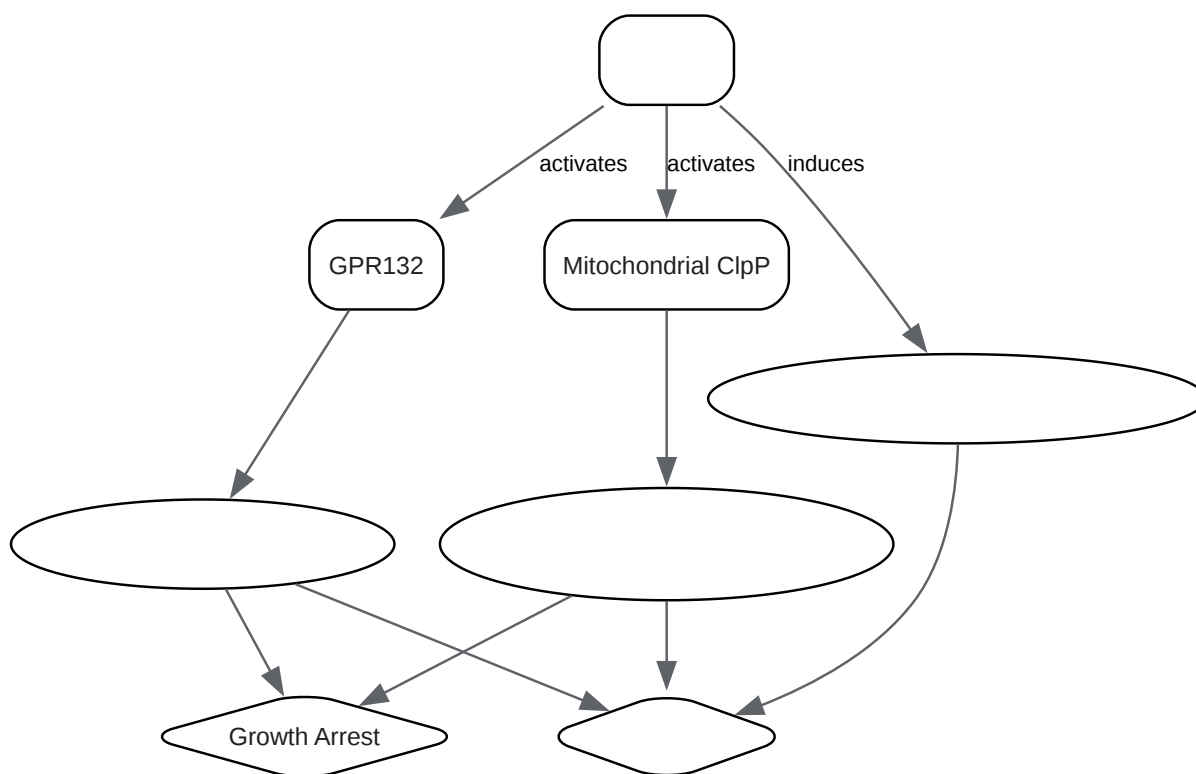 activates
activates
induces
GPR132
Mitochondrial ClpP
Growth Arrest